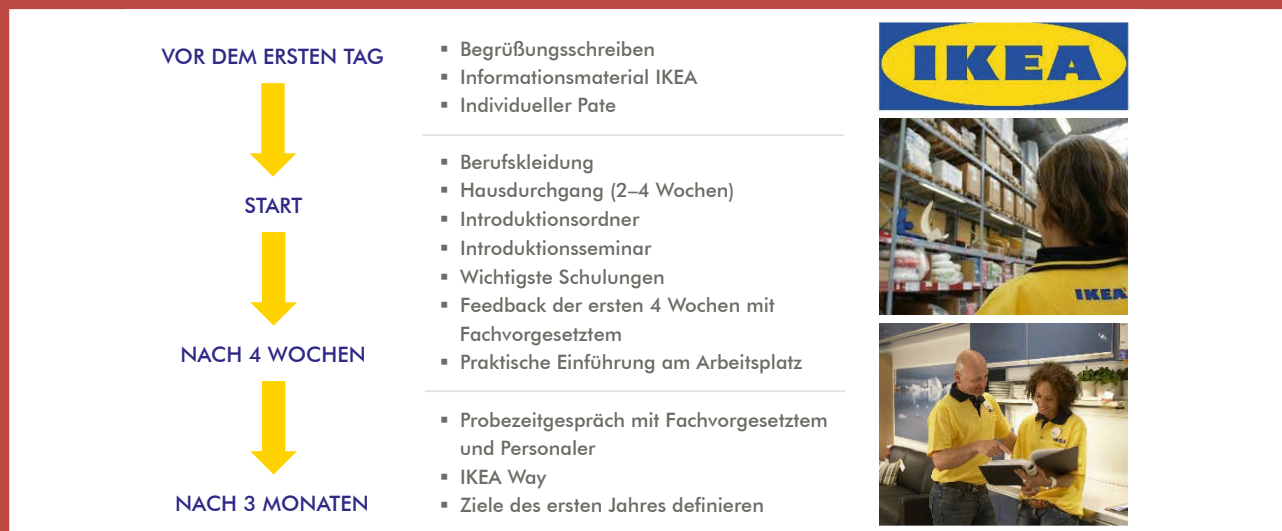 VOR DEM ERSTEN TAG
▪ Begrüßungsschreiben
▪ Informationsmaterial IKEA
▪ Individueller Pate
START
▪ Berufskleidung
▪ Hausdurchgang (2–4 Wochen)
▪ Introduktionsordner
▪ Introduktionsseminar
▪ Wichtigste Schulungen
▪ Feedback der ersten 4 Wochen mit
Fachvorgesetztem
▪ Praktische Einführung am Arbeitsplatz
NACH 4 WOCHEN
▪ Probezeitgespräch mit Fachvorgesetztem
und Personaler
▪ IKEA Way
▪ Ziele des ersten Jahres definieren
NACH 3 MONATEN
IKEA
IKEA
IKEA